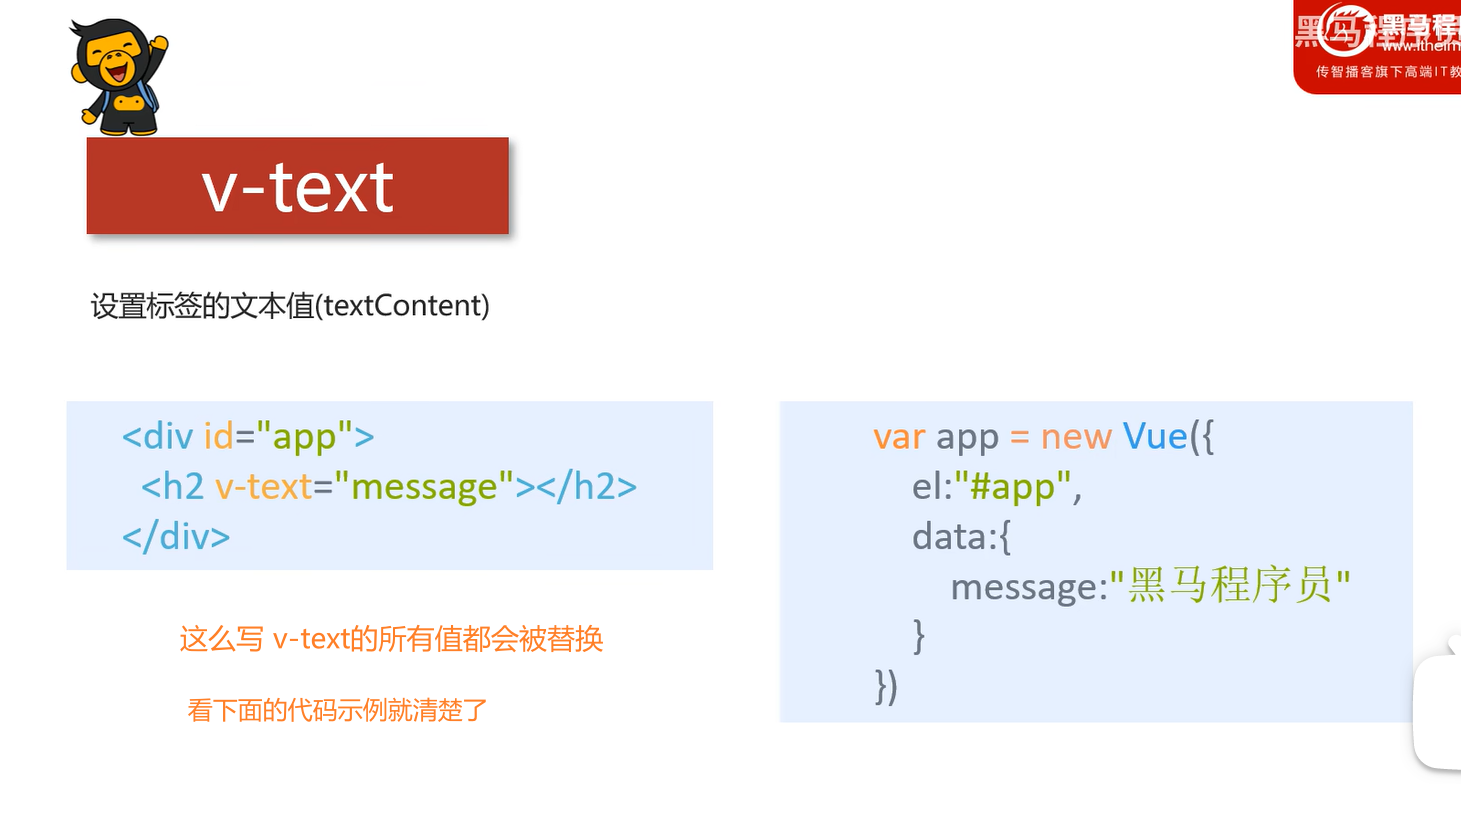 黑马程序员
www.itheim
传智播客旗下高端IT教
v-text
设置标签的文本值(textContent)
<div id="app">
<h2 v-text="message"></h2>
</div>
这么写 v-text的所有值都会被替换
看下面的代码示例就清楚了
var app = new Vue({
el:"#app",
data:{
message:"黑马程序员"
}
})